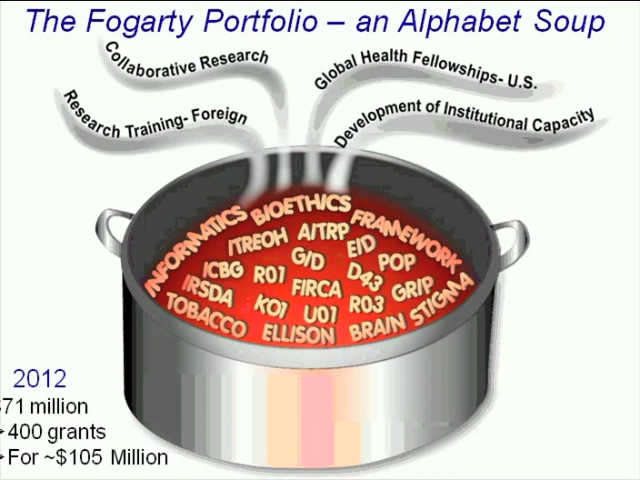 The Fogarty Portfolio – an Alphabet Soup
Collaborative Research
Global Health Fellowships- U.S.
Research Training- Foreign
Development of Institutional Capacity
INFORMATICS BIOETHICS FRAMEWORK
ITREOH AITRP EID
ICBG R01 G/D D43 POP
IRSDA K01 FIRCA U01 R03 GRIP
TOBACCO ELLISON BRAIN STIGMA
2012
$71 million
400 grants
For ~$105 Million